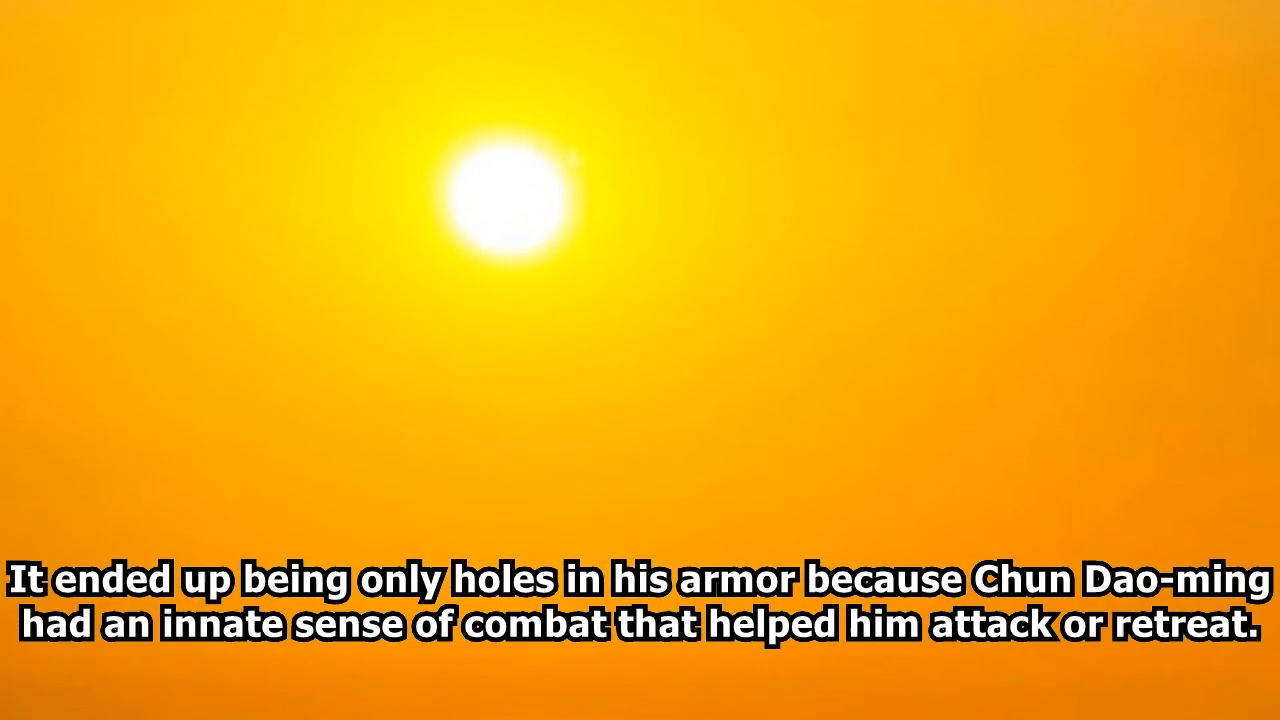 It ended up being only holes in his armor because Chun Dao-ming
had an innate sense of combat that helped him attack or retreat.